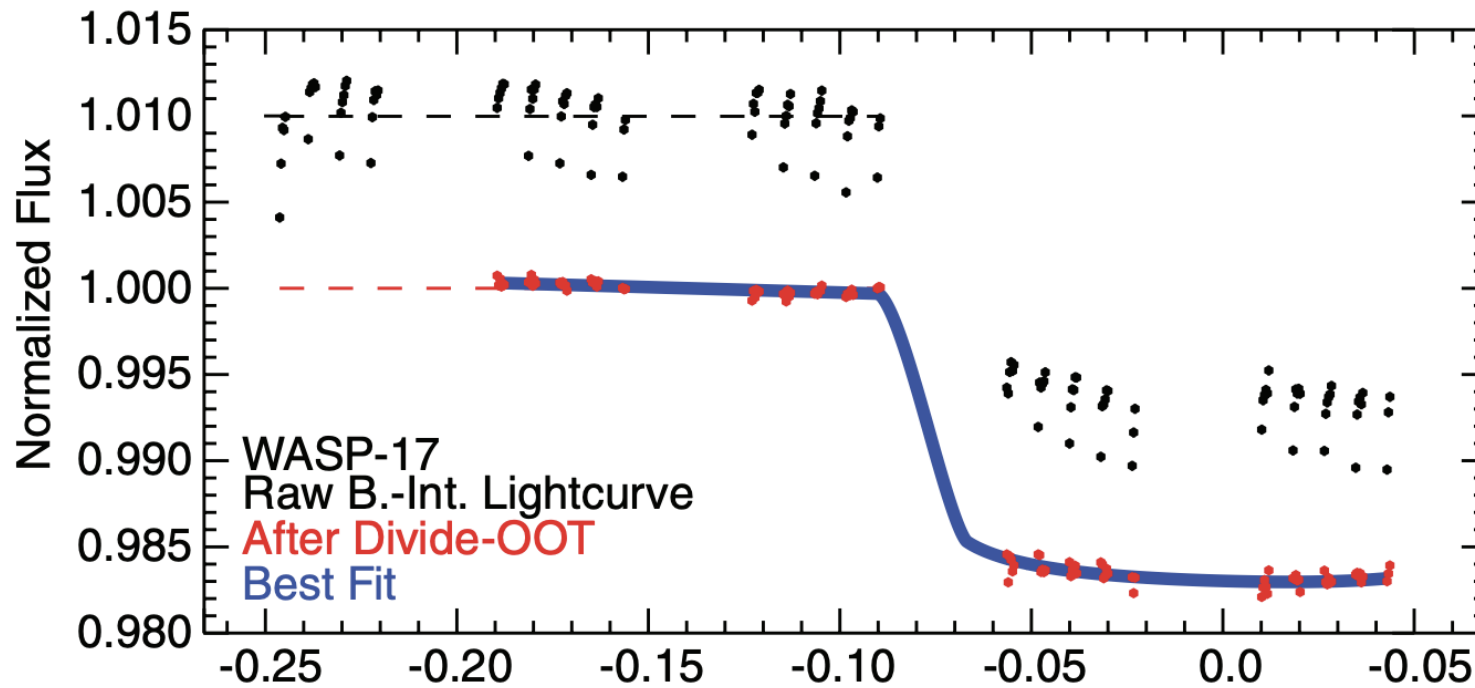 1.015
1.010
1.005
1.000
0.995
0.990
0.985
0.980
Normalized Flux
WASP-17
Raw B.-Int. Lightcurve
After Divide-OOT
Best Fit
-0.25 -0.20 -0.15 -0.10 -0.05 0.0 -0.05